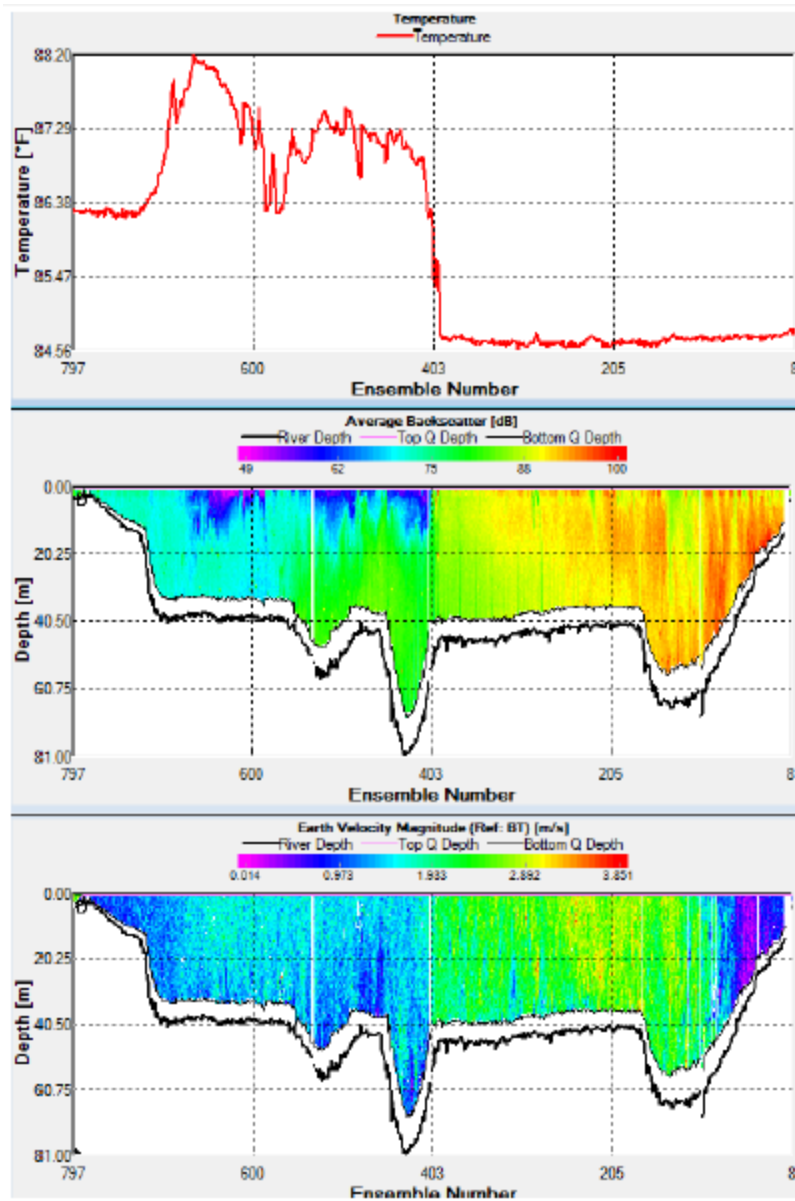 Temperature
Temperature
88.20
87.29
86.38
85.47
84.56
Temperature [°F]
797 600 403 205 8
Ensemble Number
Average Backscatter [dB]
River Depth Top Q Depth Bottom Q Depth
49 62 75 88 100
0.00
20.25
40.50
60.75
81.00
Depth [m]
797 600 403 205 8
Ensemble Number
Earth Velocity Magnitude (Ref: BT) [m/s]
River Depth Top Q Depth Bottom Q Depth
0.014 0.973 1.933 2.892 3.851
0.00
20.25
40.50
60.75
81.00
Depth [m]
797 600 403 205 8
Ensemble Number